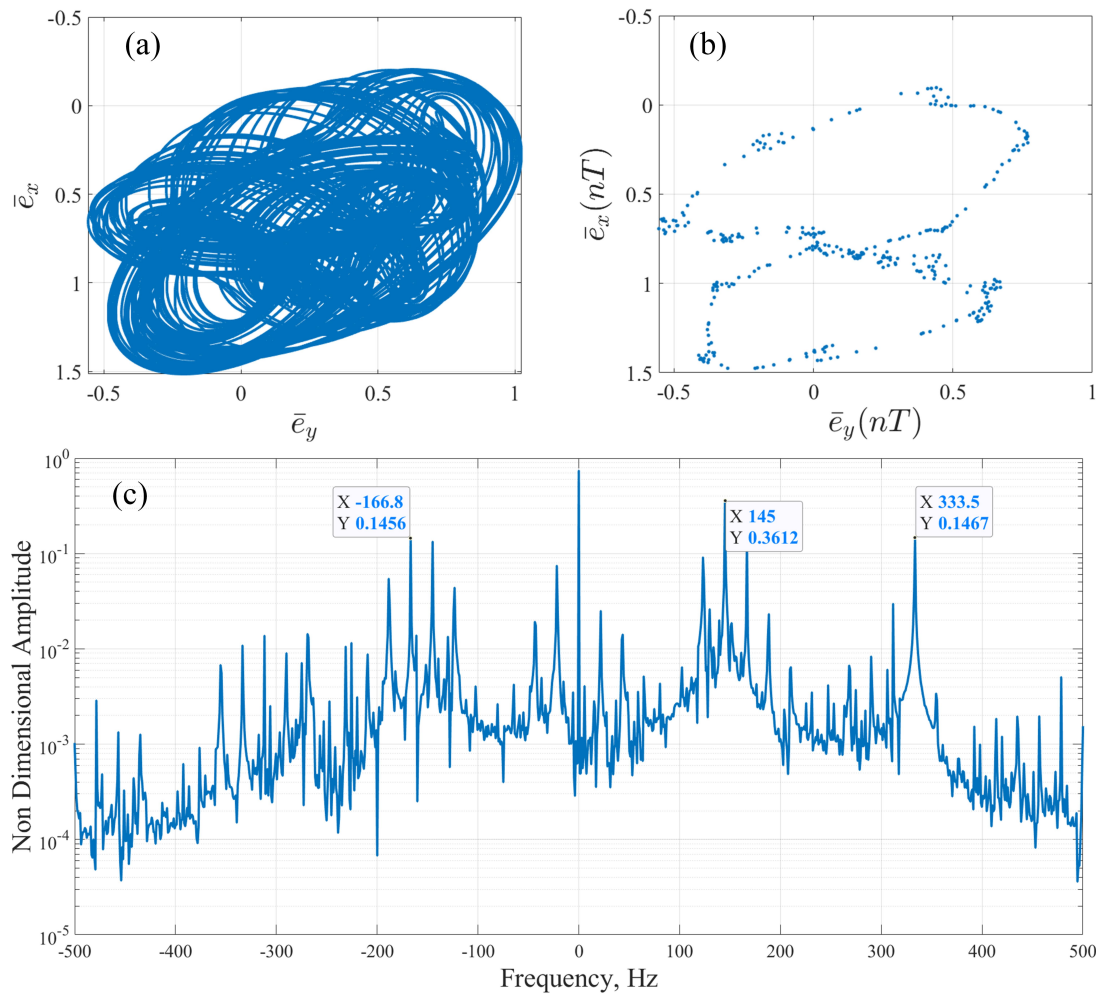 (a)
-0.5
0
0.5
1
1.5
-0.5 0 0.5 1
ē_x
ē_y
(b)
-0.5
0
0.5
1
1.5
-0.5 0 0.5 1
ē_x(nT)
ē_y(nT)
(c)
10^0
10^-1
10^-2
10^-3
10^-4
10^-5
X -166.8
Y 0.1456
X 145
Y 0.3612
X 333.5
Y 0.1467
Non Dimensional Amplitude
-500 -400 -300 -200 -100 0 100 200 300 400 500
Frequency, Hz